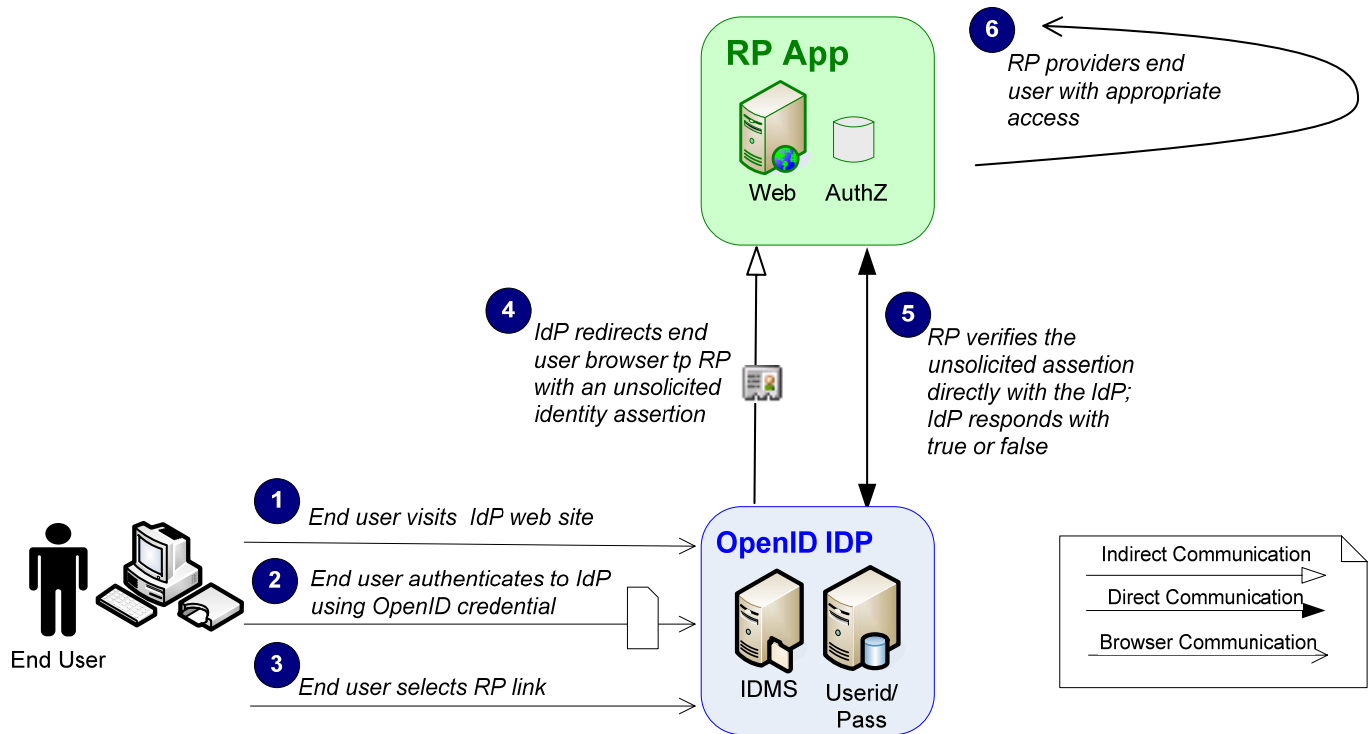 RP App
Web
AuthZ
6
RP providers end
user with appropriate
access
4
IdP redirects end
user browser tp RP
with an unsolicited
identity assertion
5
RP verifies the
unsolicited assertion
directly with the IdP;
IdP responds with
true or false
1
End user visits IdP web site
2
End user authenticates to IdP
using OpenID credential
3
End user selects RP link
End User
OpenID IDP
IDMS
Userid/
Pass
Indirect Communication
Direct Communication
Browser Communication